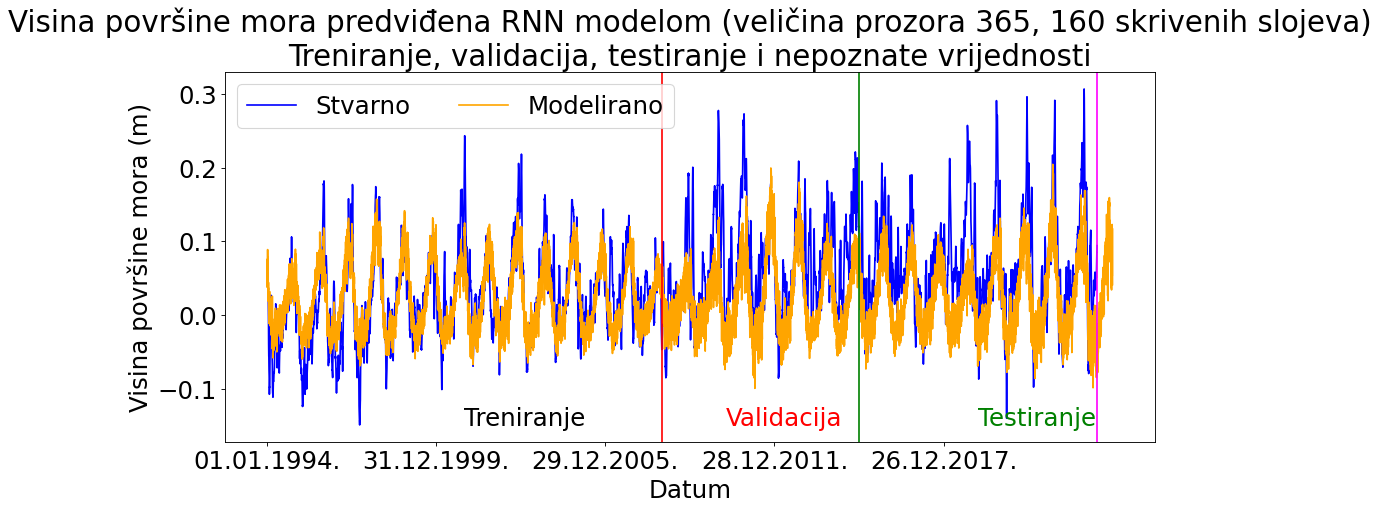 Visina površine mora predviđena RNN modelom (veličina prozora 365, 160 skrivenih slojeva)
Treniranje, validacija, testiranje i nepoznate vrijednosti
Stvarno Modelirano
Visina površine mora (m)
0.3
0.2
0.1
0.0
−0.1
Treniranje Validacija Testiranje
01.01.1994. 31.12.1999. 29.12.2005. 28.12.2011. 26.12.2017.
Datum